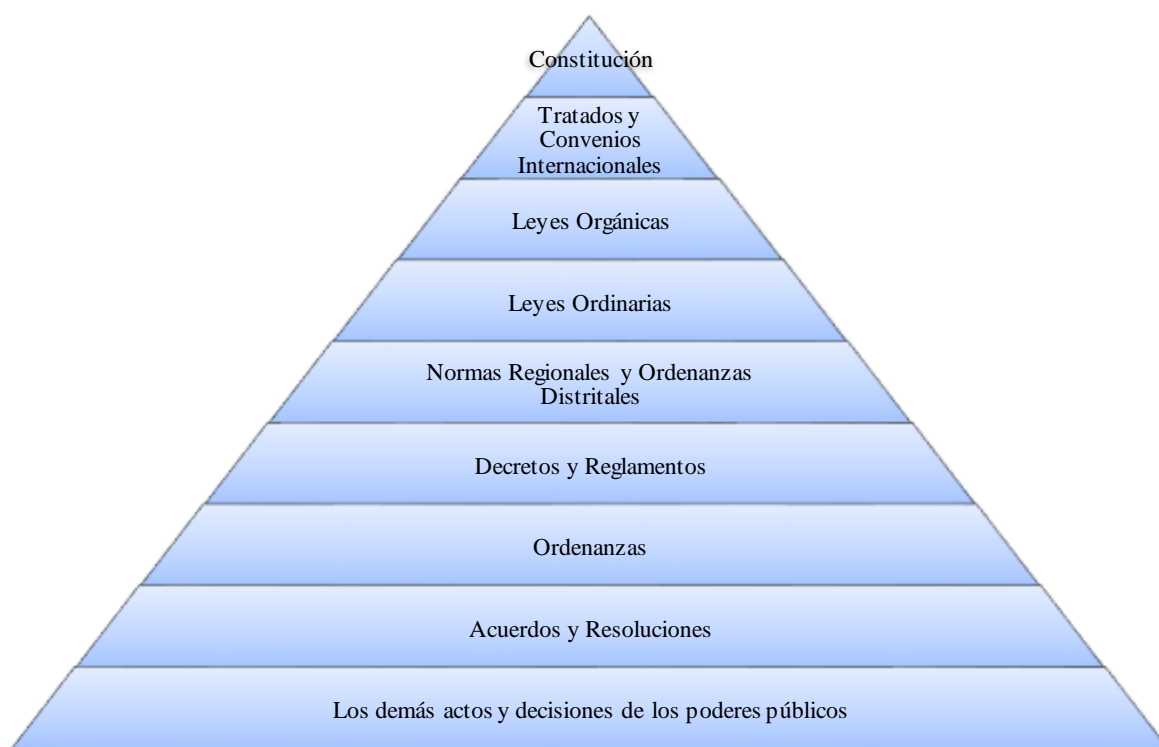 Constitución
Tratados y
Convenios
Internacionales
Leyes Orgánicas
Leyes Ordinarias
Normas Regionales y Ordenanzas
Distritales
Decretos y Reglamentos
Ordenanzas
Acuerdos y Resoluciones
Los demás actos y decisiones de los poderes públicos